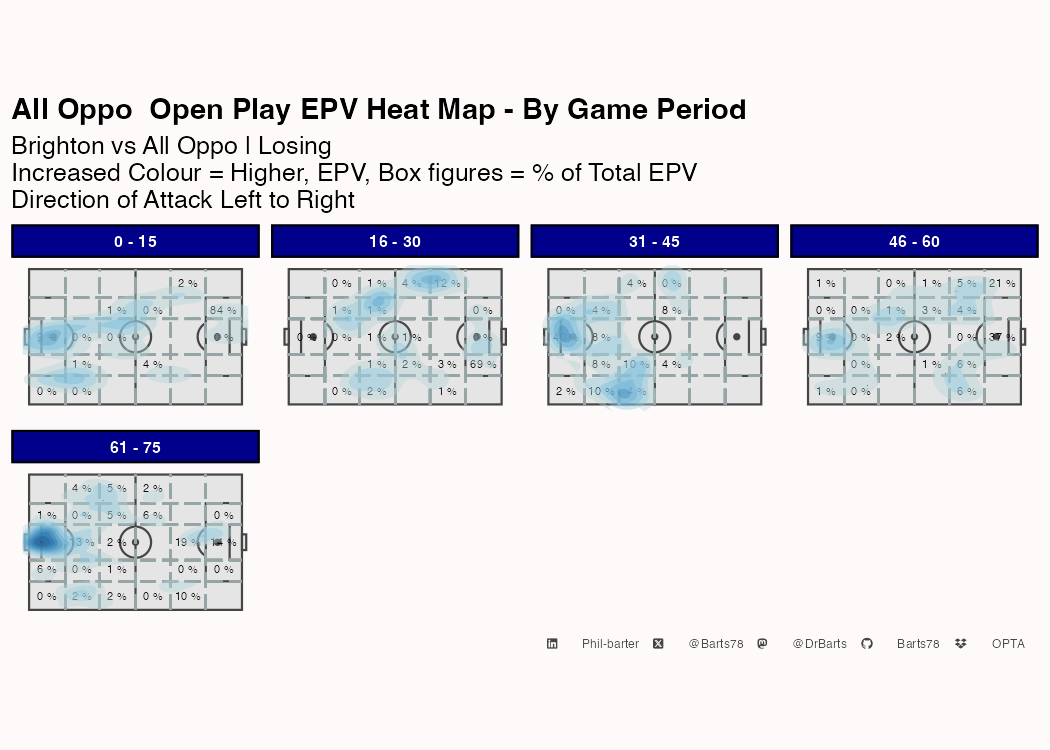 All Oppo  Open Play EPV Heat Map - By Game Period
Brighton vs All Oppo | Losing
Increased Colour = Higher, EPV, Box figures = % of Total EPV
Direction of Attack Left to Right
0 - 15 16 - 30 31 - 45 46 - 60
2 % 0 % 1 % 4 % 12 % 4 % 0 % 1 % 0 % 1 % 5 % 21 %
1 % 0 % 84 % 1 % 1 % 0 % 0 % 4 % 8 % 0 % 0 % 1 % 3 % 4 %
0 % 0 % 0 % 0 % 1 % 1 % 8 % 2 % 0 % 37 %
1 % 4 % 1 % 2 % 3 % 69 % 8 % 10 % 4 % 0 % 1 % 6 %
0 % 0 % 0 % 2 % 1 % 2 % 10 % 1 % 0 % 6 %
61 - 75
4 % 5 % 2 %
1 % 0 % 5 % 6 % 0 %
13 % 2 % 19 %
6 % 0 % 1 % 0 % 0 %
0 % 2 % 2 % 0 % 10 %
Phil-barter @Barts78 @DrBarts Barts78 OPTA